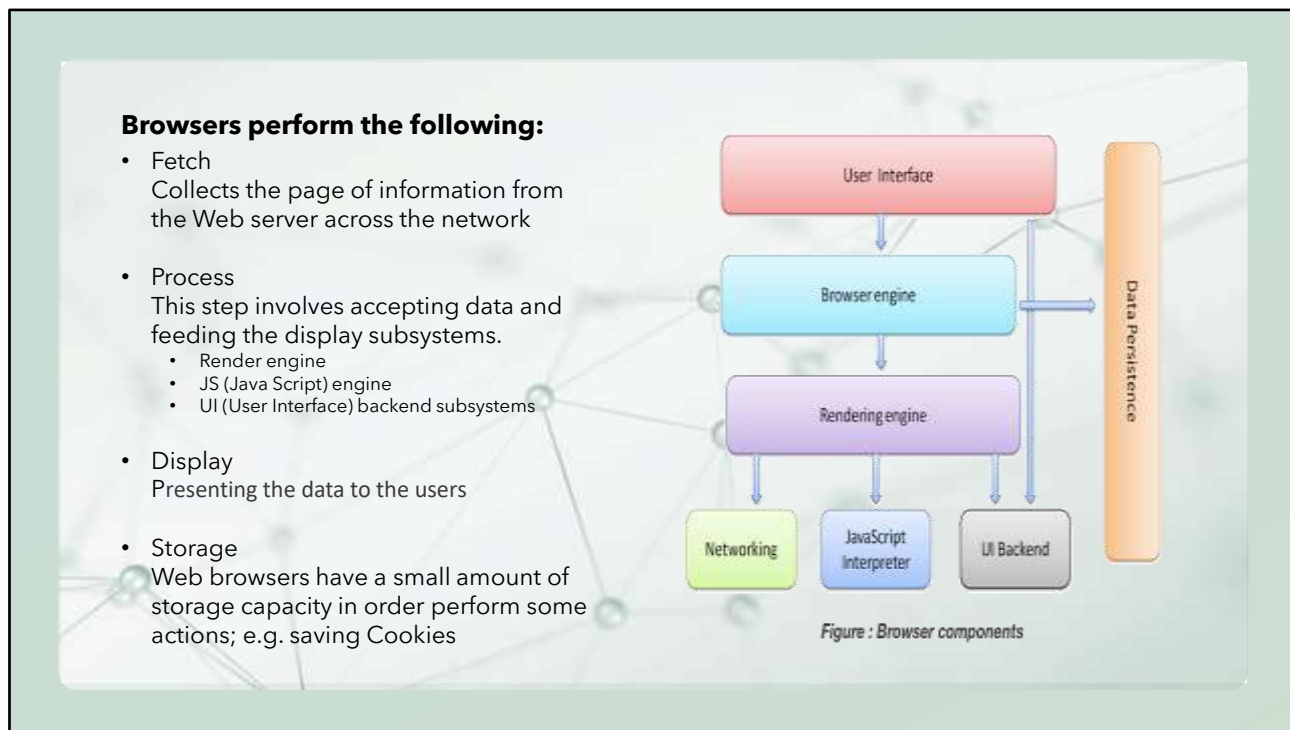 Browsers perform the following:
• Fetch
Collects the page of information from
the Web server across the network
• Process
This step involves accepting data and
feeding the display subsystems.
• Render engine
• JS (Java Script) engine
• UI (User Interface) backend subsystems
• Display
Presenting the data to the users
• Storage
Web browsers have a small amount of
storage capacity in order perform some
actions; e.g. saving Cookies
User Interface
Browser engine
Rendering engine
Networking
JavaScript
Interpreter
UI Backend
Data Persistence
Figure : Browser components